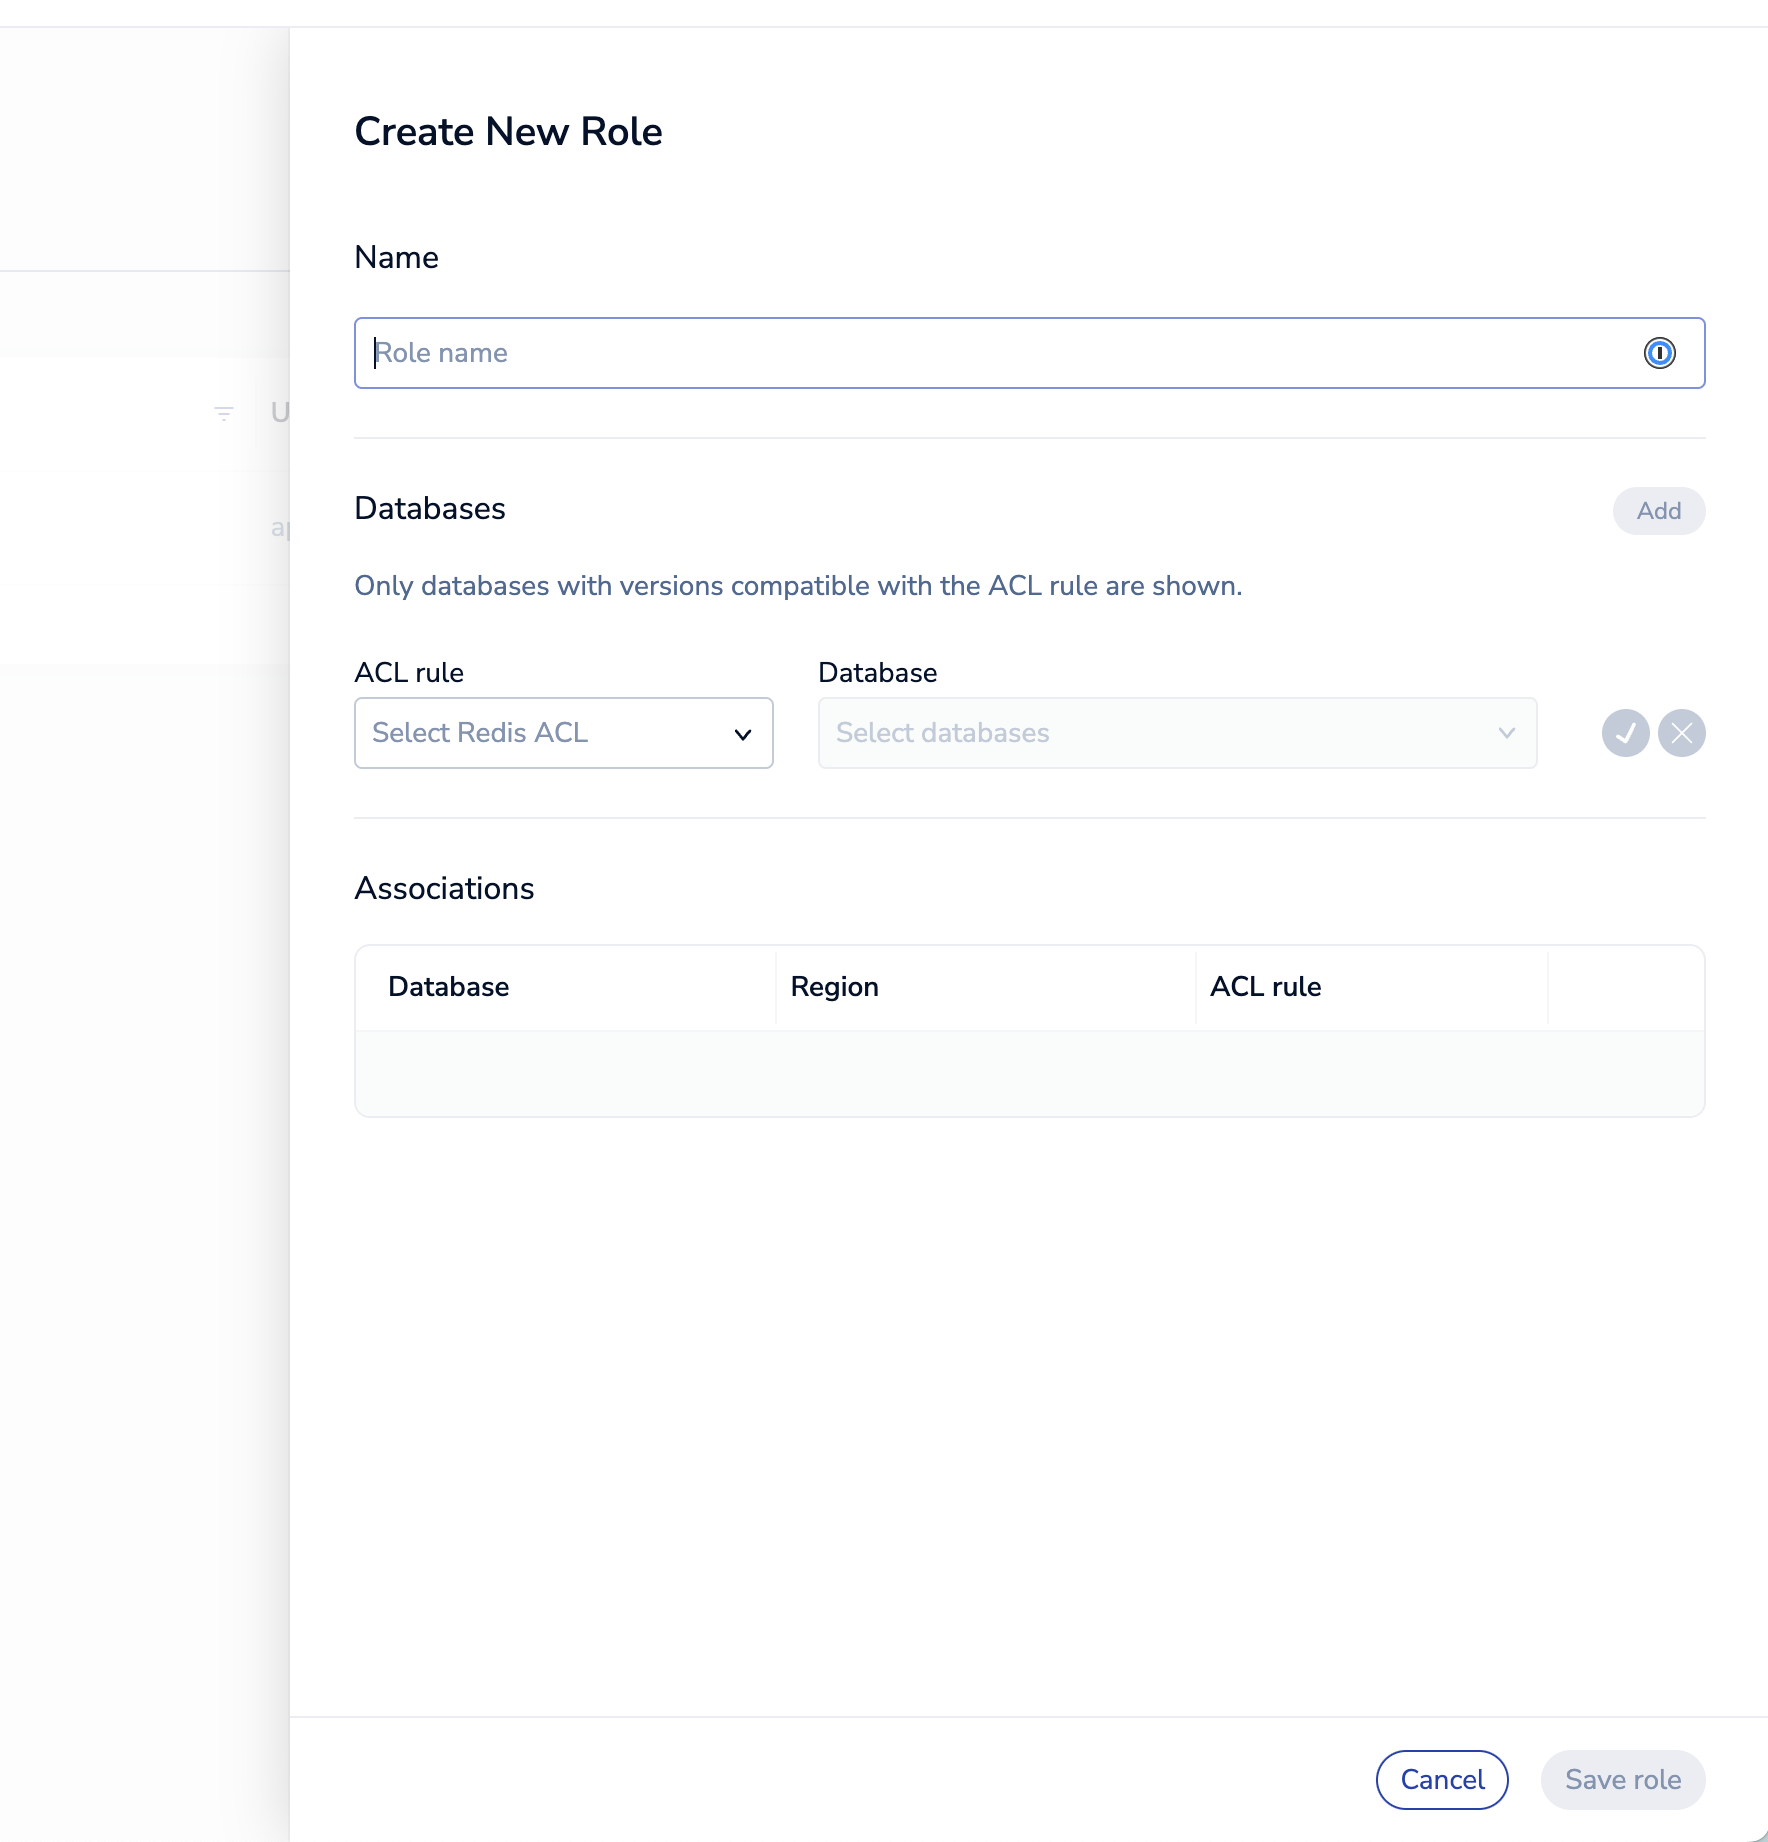 Create New Role
Name
Role name
U
Databases
Add
ap
Only databases with versions compatible with the ACL rule are shown.
ACL rule
Database
Select Redis ACL
Select databases
Associations
Database
Region
ACL rule
Cancel
Save role